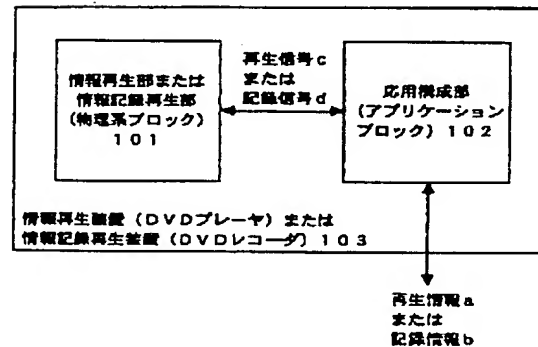 情報再生部または
情報記録再生部
(物理系ブロック)
101
再生信号c
または
記録信号d
応用構成部
(アプリケーション
ブロック)102
情報再生装置(DVDプレーヤ)または
情報記録再生装置(DVDレコーダ)103
再生情報a
または
記録情報b